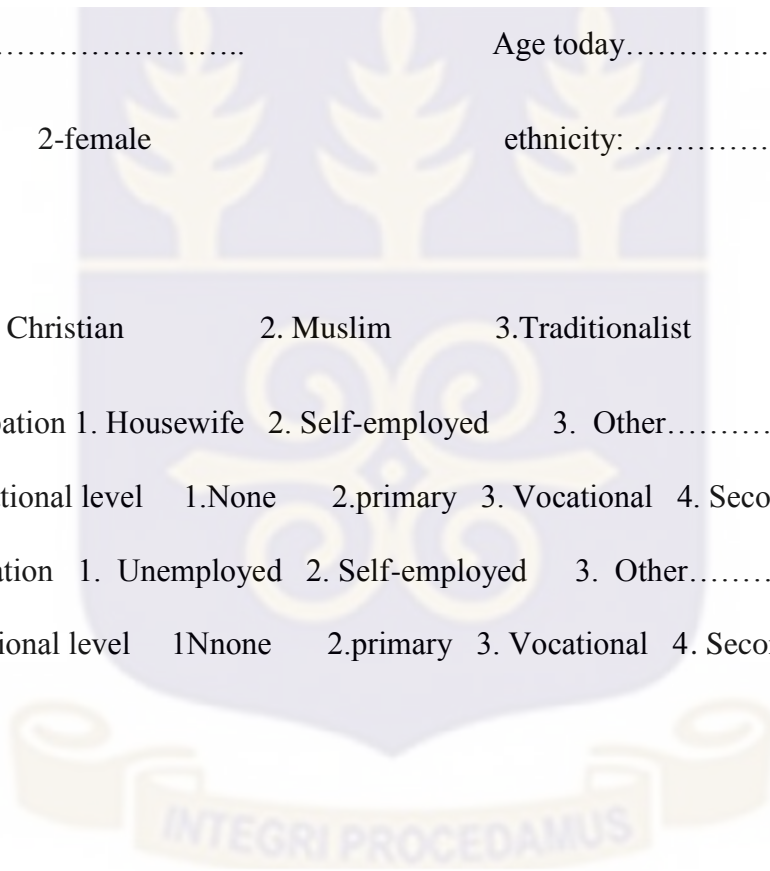 …………………….. Age today…………..
2-female ethnicity: ………….
Christian 2. Muslim 3.Traditionalist
ation 1. Housewife 2. Self-employed 3. Other…………
tional level 1.None 2.primary 3. Vocational 4. Seco
ation 1. Unemployed 2. Self-employed 3. Other………
ional level 1Nnone 2.primary 3. Vocational 4. Secon
INTEGRI PROCEDAMUS